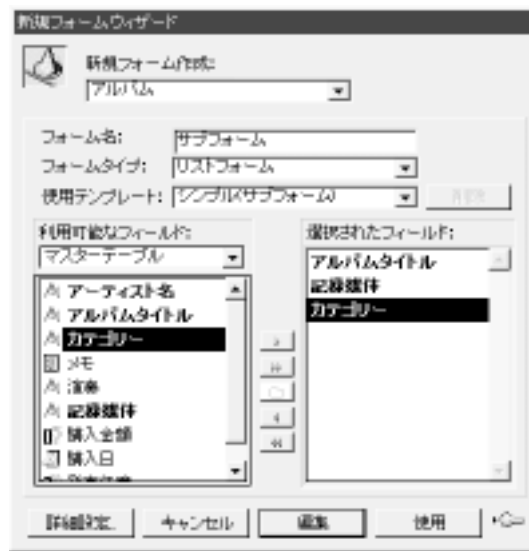 新規フォームウィザード
新規フォーム作成:
アルバム
フォーム名: サブフォーム
フォームタイプ: リストフォーム
使用テンプレート: シングル(サブフォーム) 削除
利用可能なフィールド:
マスターテーブル
アーティスト名
アルバムタイトル
カテゴリー
メモ
演奏
記録媒体
購入金額
購入日
選択されたフィールド:
アルバムタイトル
記録媒体
カテゴリー
詳細設定... キャンセル 編集 使用